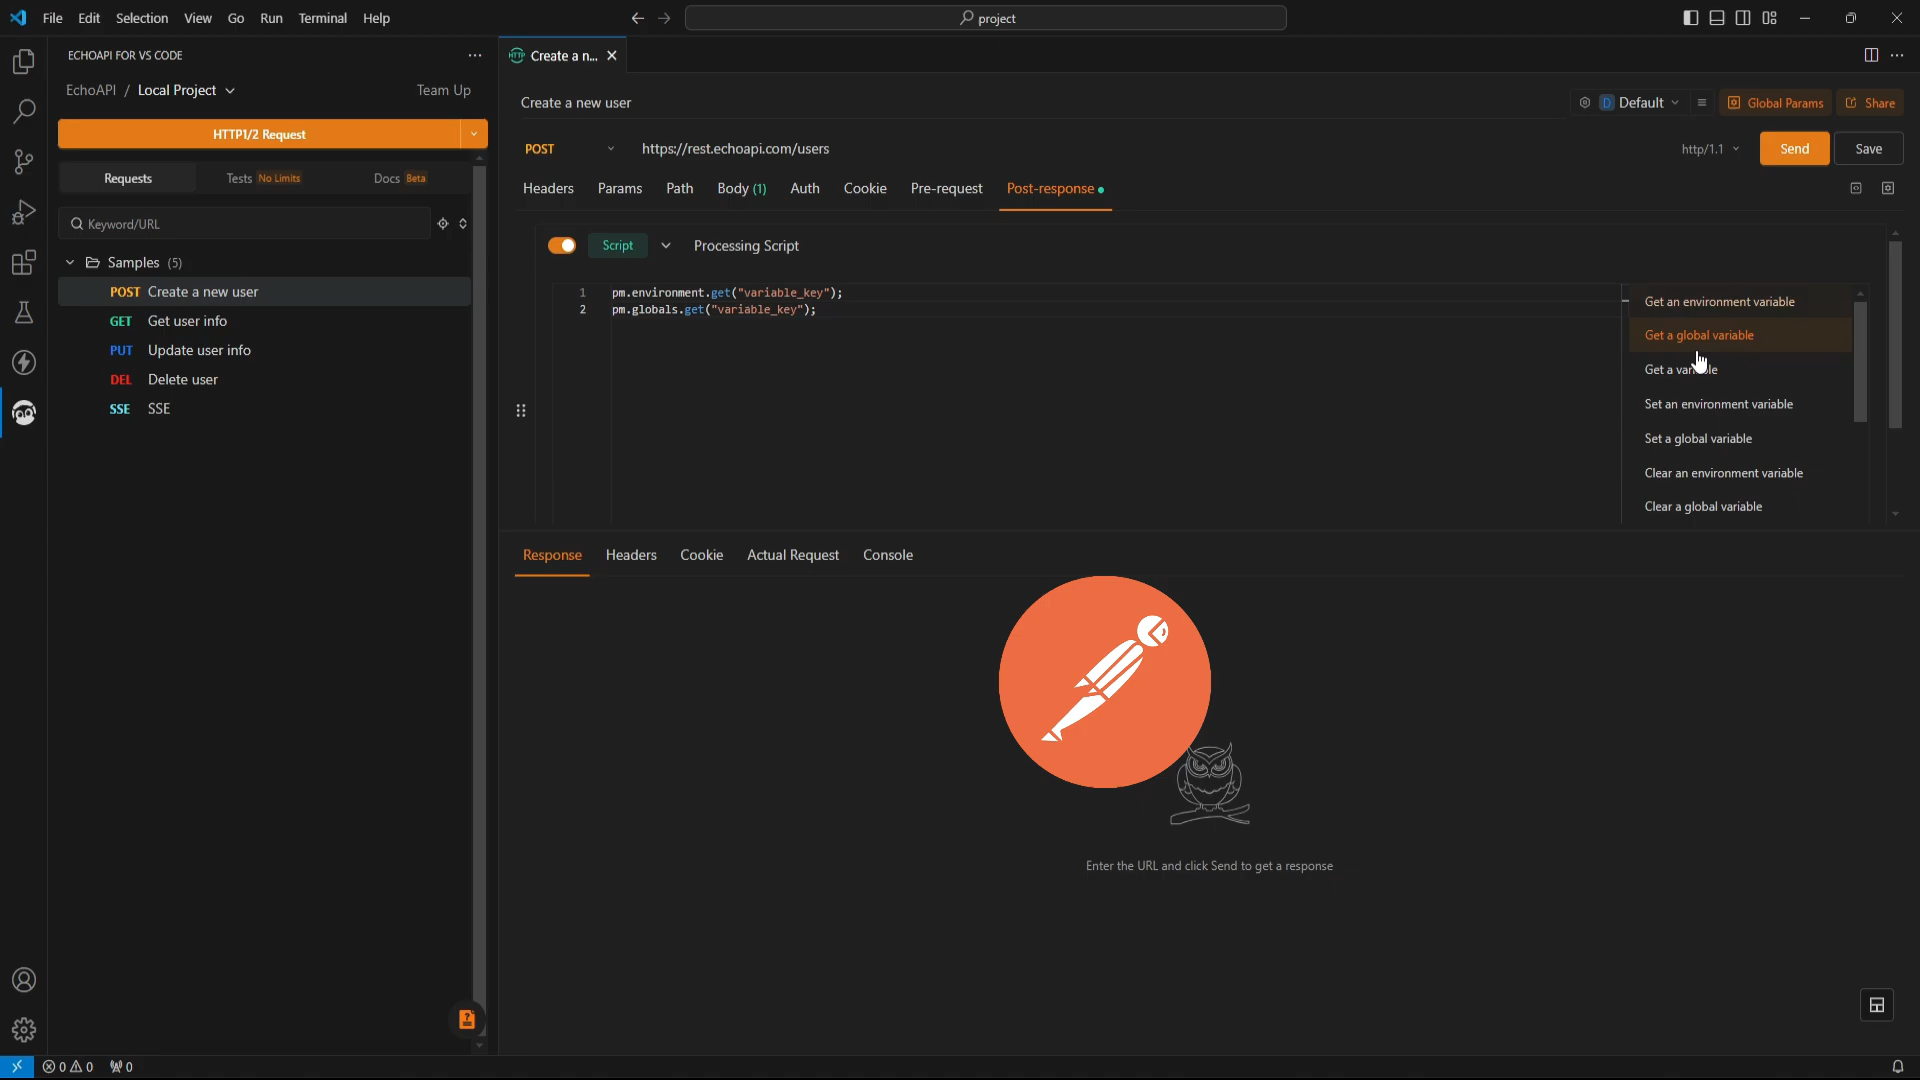 File Edit Selection View Go Run Terminal Help
project
ECHOAPI FOR VS CODE
Create a n...
EchoAPI / Local Project
Team Up
Create a new user
D Default
Global Params
Share
HTTP1/2 Request
POST
https://rest.echoapi.com/users
http/1.1
Send
Save
Requests
Tests No Limits
Docs Beta
Headers Params Path Body (1) Auth Cookie Pre-request Post-response
Keyword/URL
Script
Processing Script
Samples (5)
POST Create a new user
GET Get user info
PUT Update user info
DEL Delete user
SSE SSE
1 pm.environment.get("variable_key");
2 pm.globals.get("variable_key");
Get an environment variable
Get a global variable
Get a variable
Set an environment variable
Set a global variable
Clear an environment variable
Clear a global variable
Response Headers Cookie Actual Request Console
Enter the URL and click Send to get a response
0 0 0